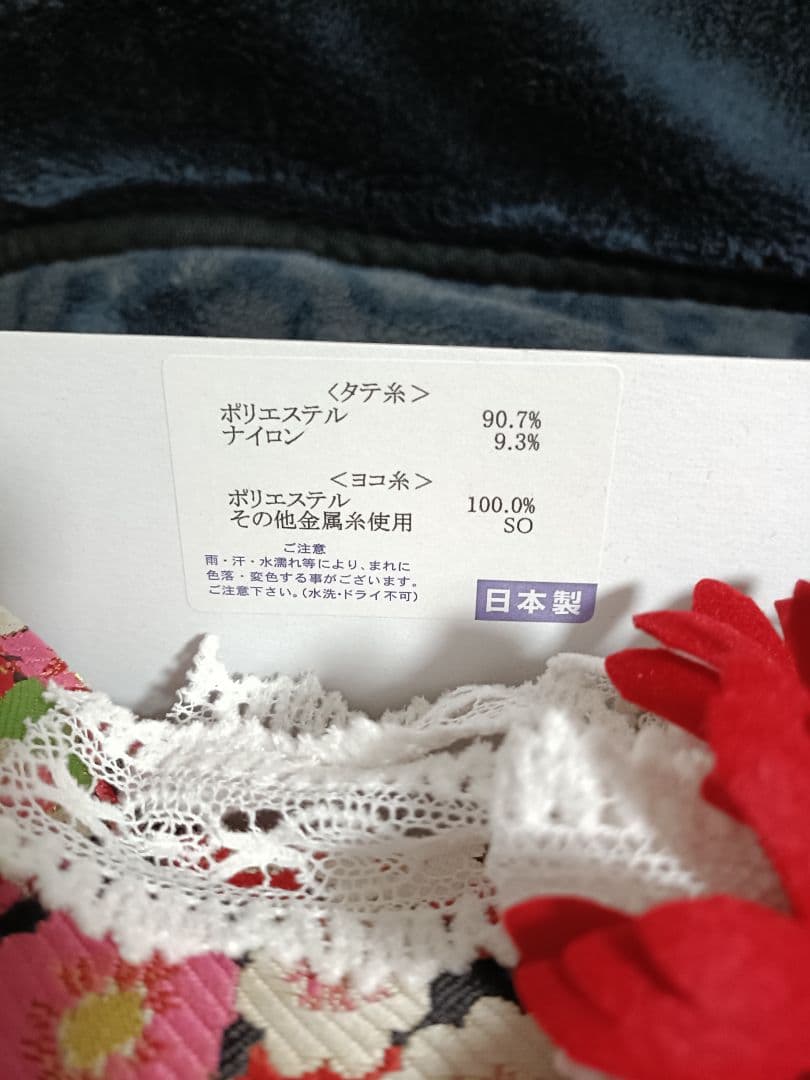 <タテ糸>
ポリエステル 90.7%
ナイロン 9.3%
<ヨコ糸>
ポリエステル 100.0%
その他金属糸使用 SO
ご注意
雨・汗・水濡れ等により、まれに
色落・変色する事がございます。
ご注意下さい。(水洗・ドライ不可)
日本製